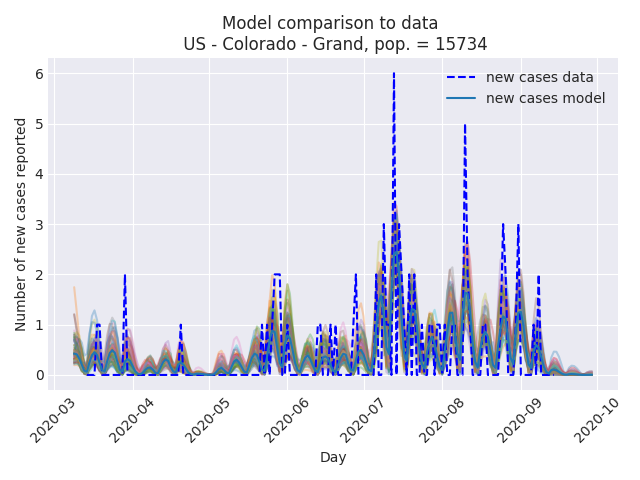 Model comparison to data
US - Colorado - Grand, pop. = 15734
new cases data
new cases model
Number of new cases reported
6
5
4
3
2
1
0
2020-03
2020-04
2020-05
2020-06
2020-07
2020-08
2020-09
2020-10
Day